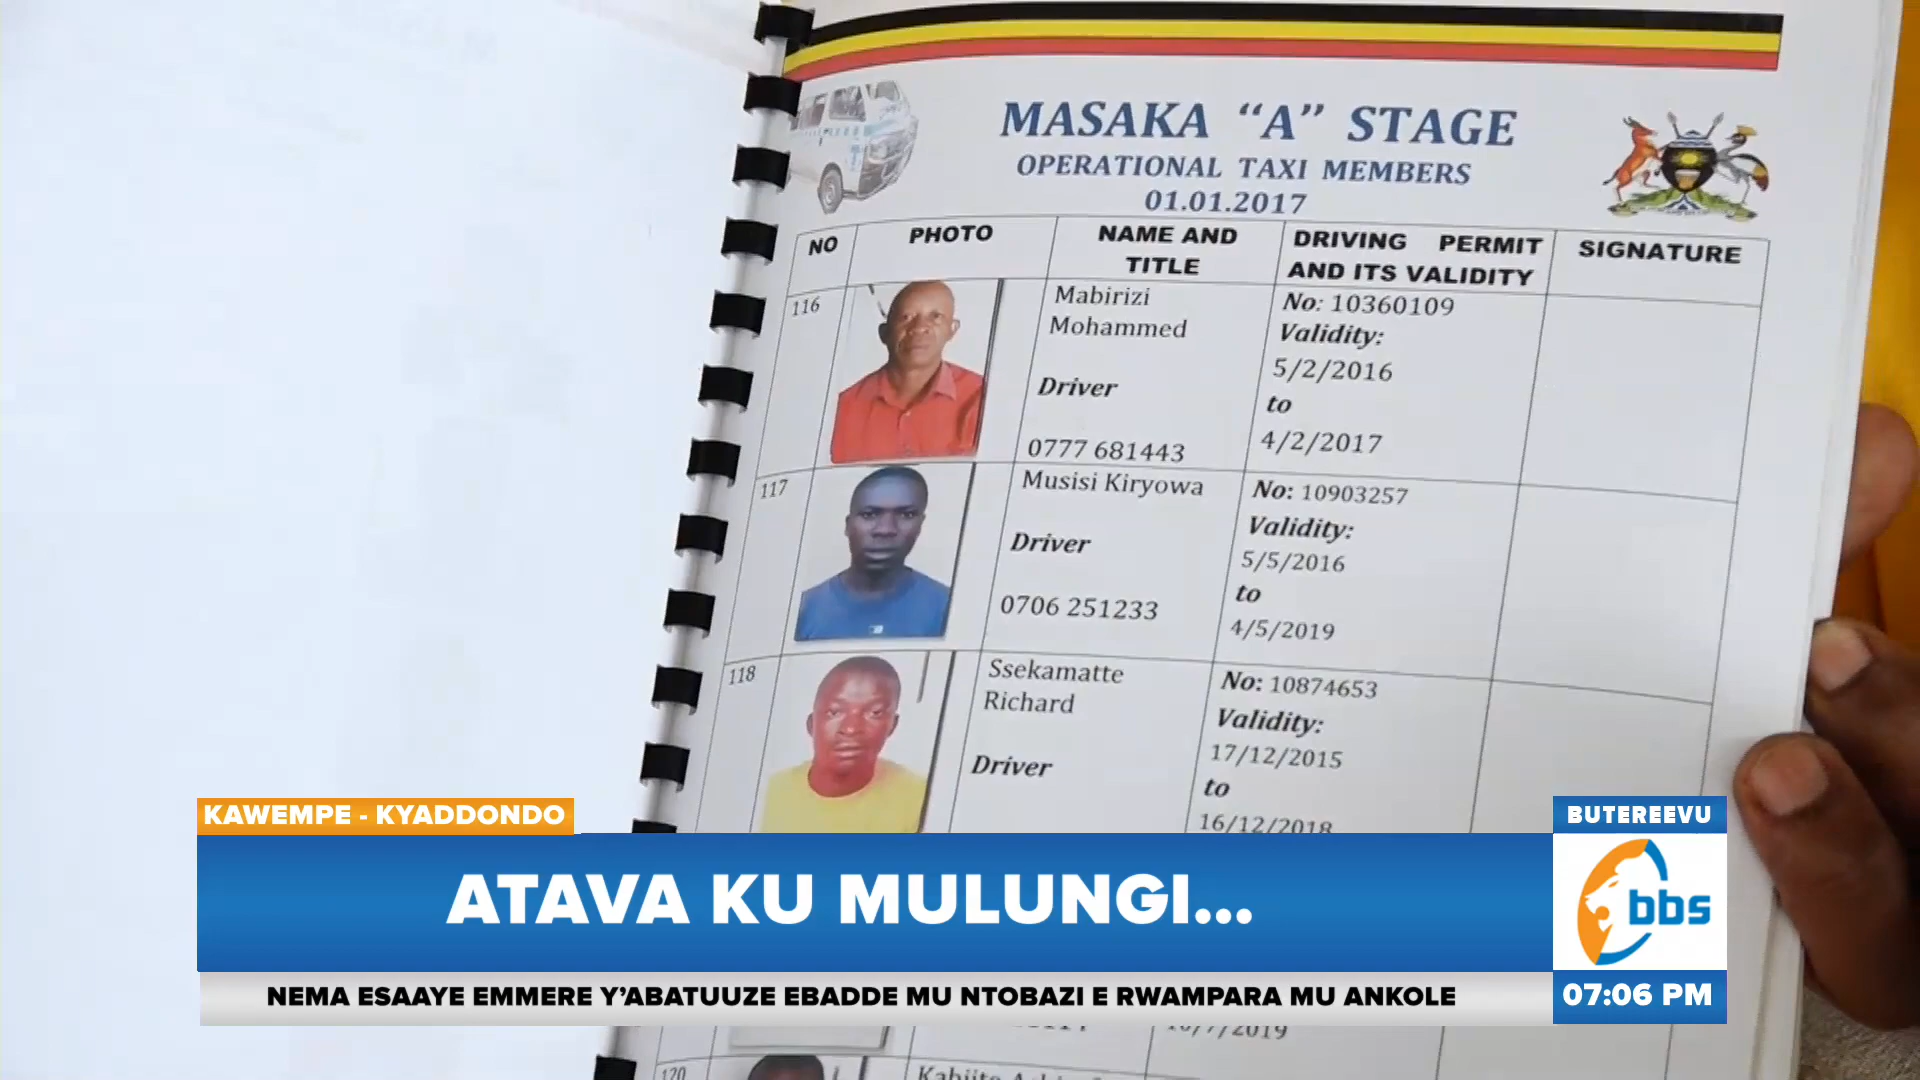 MASAKA “A” STAGE
OPERATIONAL TAXI MEMBERS
01.01.2017
NO
PHOTO
NAME AND TITLE
DRIVING PERMIT AND ITS VALIDITY
SIGNATURE
116
Mabirizi
Mohammed
Driver
0777 681443
No: 10360109
Validity:
5/2/2016
to
4/2/2017
117
Musisi Kiryowa
Driver
0706 251233
No: 10903257
Validity:
5/5/2016
to
4/5/2019
118
Ssekamatte
Richard
Driver
No: 10874653
Validity:
17/12/2015
to
16/12/2018
120
KAWEMPE - KYADDONDO
BUTEREEVU
ATAVA KU MULUNGI...
bbs
NEMA ESAAYE EMMERE Y’ABATUUZE EBADDE MU NTOBAZI E RWAMPARA MU ANKOLE
07:06 PM